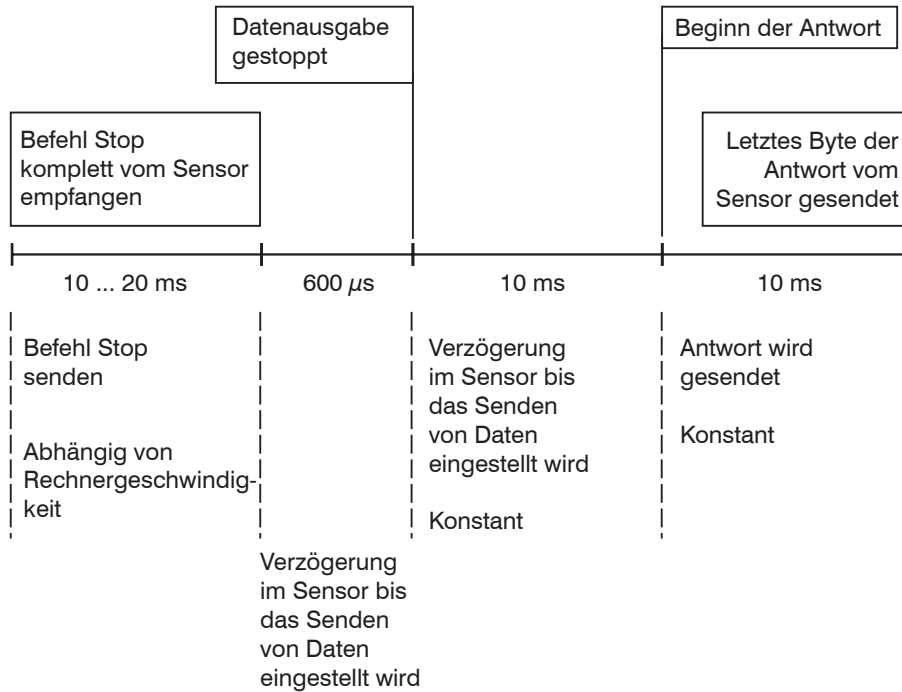 Datenausgabe
gestoppt
Beginn der Antwort
Befehl Stop
komplett vom Sensor
empfangen
Letztes Byte der
Antwort vom
Sensor gesendet
10 ... 20 ms
600 µs
10 ms
10 ms
Befehl Stop
senden
Abhängig von
Rechnergeschwindig-
keit
Verzögerung
im Sensor bis
das Senden
von Daten
eingestellt wird
Verzögerung
im Sensor bis
das Senden
von Daten
eingestellt wird
Konstant
Antwort wird
gesendet
Konstant